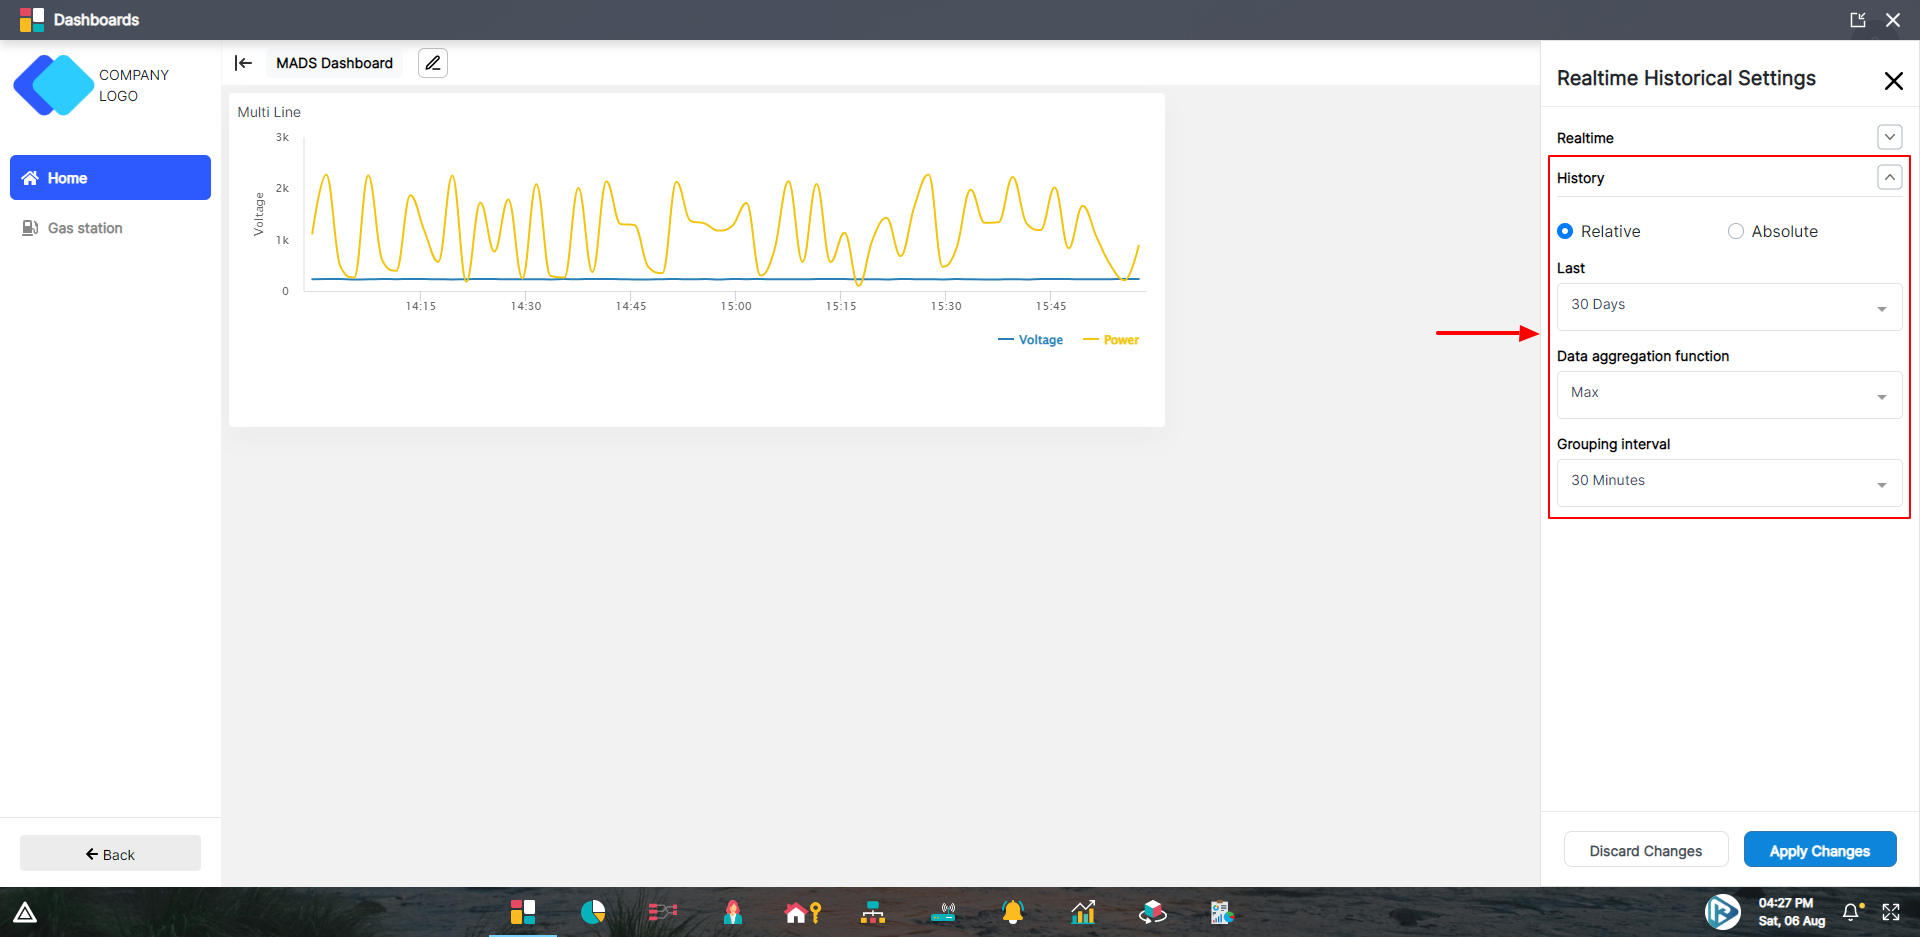 Dashboards
COMPANY
LOGO
MADS Dashboard
Home
Gas station
Back
Multi Line
3k
2k
1k
0
Voltage
14:15 14:30 14:45 15:00 15:15 15:30 15:45
Voltage Power
Realtime Historical Settings
Realtime
History
Relative Absolute
Last
30 Days
Data aggregation function
Max
Grouping interval
30 Minutes
Discard Changes Apply Changes
04:27 PM
Sat, 06 Aug